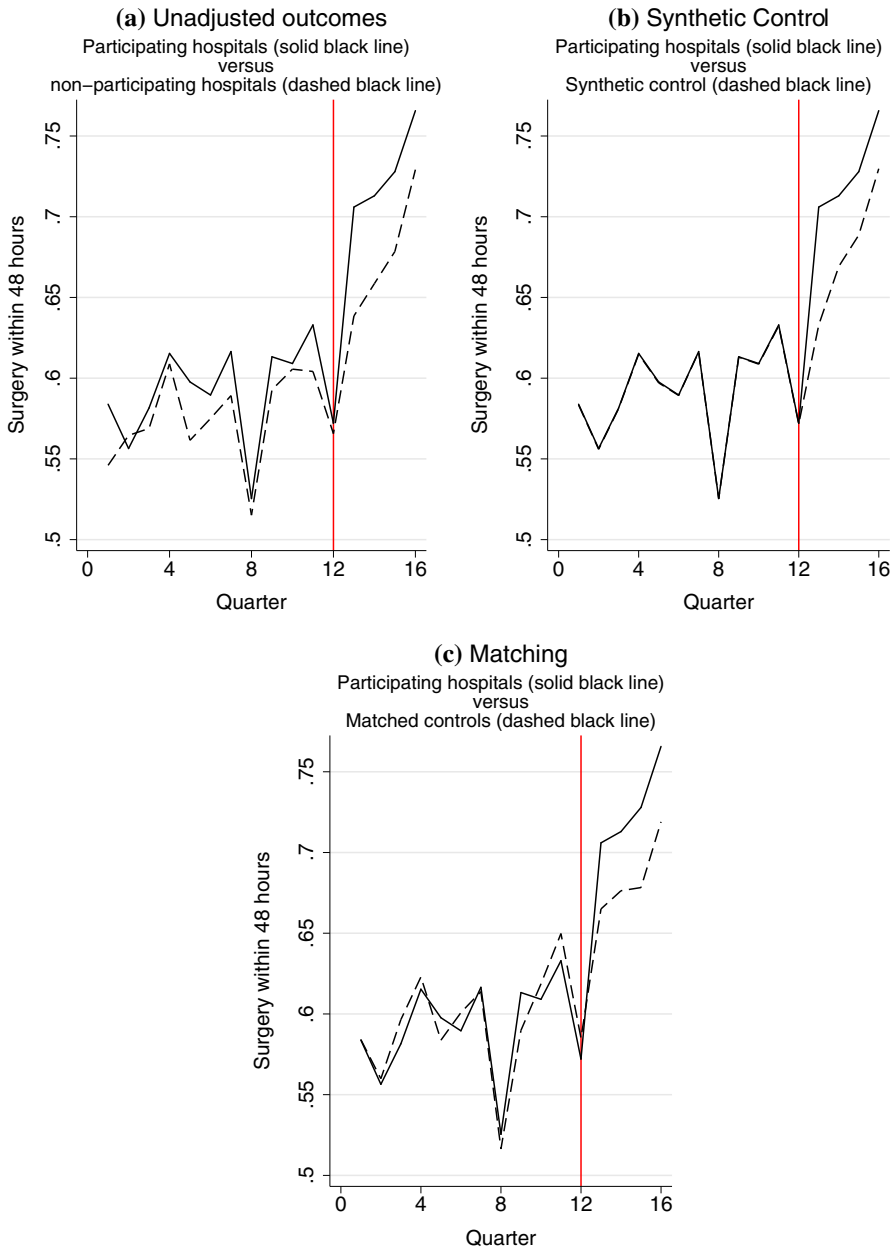 (a) Unadjusted outcomes
Participating hospitals (solid black line)
versus
non−participating hospitals (dashed black line)
Surgery within 48 hours
.75
.7
.65
.6
.55
.5
0 4 8 12 16
Quarter
(b) Synthetic Control
Participating hospitals (solid black line)
versus
Synthetic control (dashed black line)
Surgery within 48 hours
.75
.7
.65
.6
.55
.5
0 4 8 12 16
Quarter
(c) Matching
Participating hospitals (solid black line)
versus
Matched controls (dashed black line)
Surgery within 48 hours
.75
.7
.65
.6
.55
.5
0 4 8 12 16
Quarter